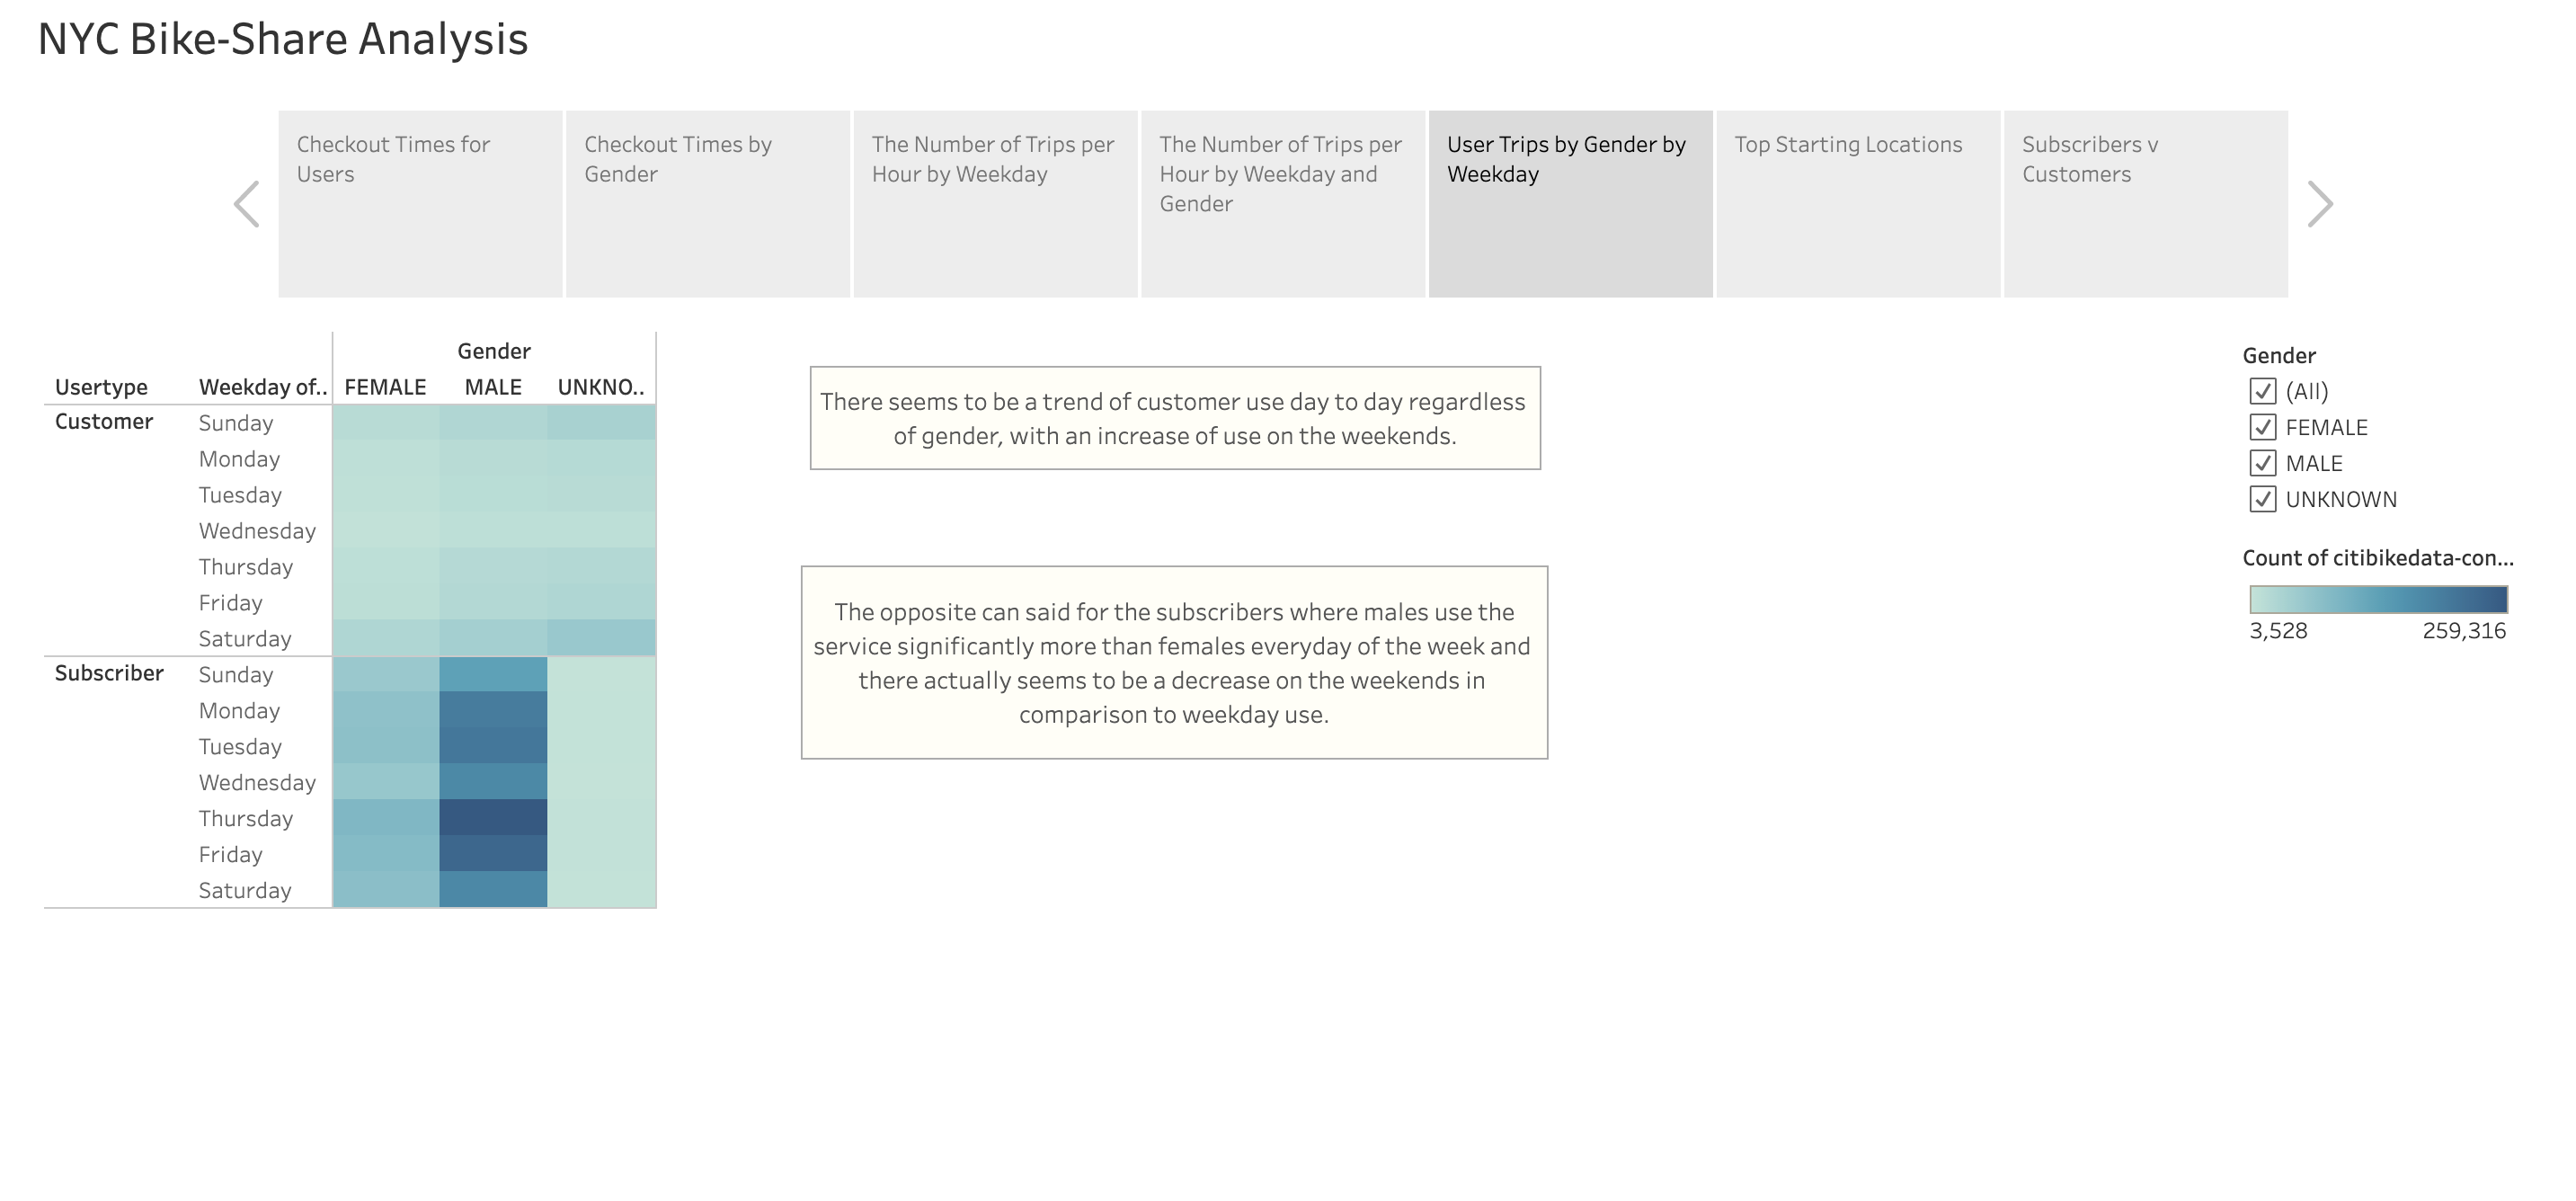 NYC Bike-Share Analysis
Checkout Times for
Users
Checkout Times by
Gender
The Number of Trips per
Hour by Weekday
The Number of Trips per
Hour by Weekday and
Gender
User Trips by Gender by
Weekday
Top Starting Locations
Subscribers v
Customers
Gender
Usertype Weekday of.. FEMALE MALE UNKNO..
Customer Sunday
Monday
Tuesday
Wednesday
Thursday
Friday
Saturday
Subscriber Sunday
Monday
Tuesday
Wednesday
Thursday
Friday
Saturday
There seems to be a trend of customer use day to day regardless
of gender, with an increase of use on the weekends.
The opposite can said for the subscribers where males use the
service significantly more than females everyday of the week and
there actually seems to be a decrease on the weekends in
comparison to weekday use.
Gender
(All)
FEMALE
MALE
UNKNOWN
Count of citibikedata-con...
3,528 259,316